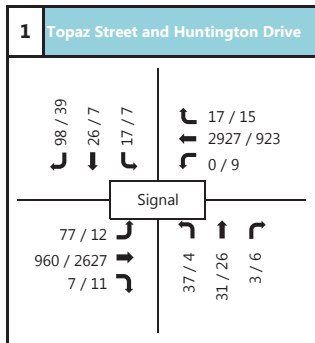 1 Topaz Street and Huntington Drive
98 / 39
26 / 7
17 / 7
17 / 15
2927 / 923
0 / 9
Signal
77 / 12
960 / 2627
7 / 11
37 / 4
31 / 26
3 / 6